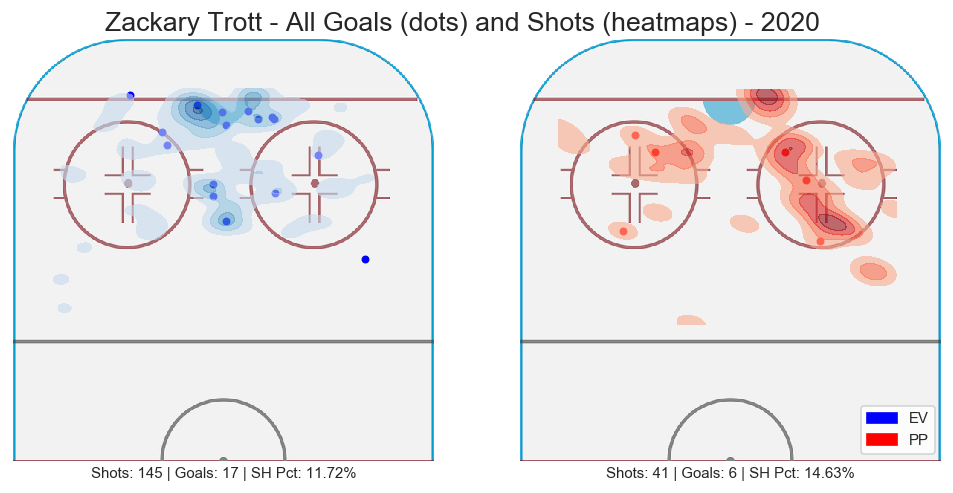 Zackary Trott - All Goals (dots) and Shots (heatmaps) - 2020
EV
PP
Shots: 145 | Goals: 17 | SH Pct: 11.72%
Shots: 41 | Goals: 6 | SH Pct: 14.63%